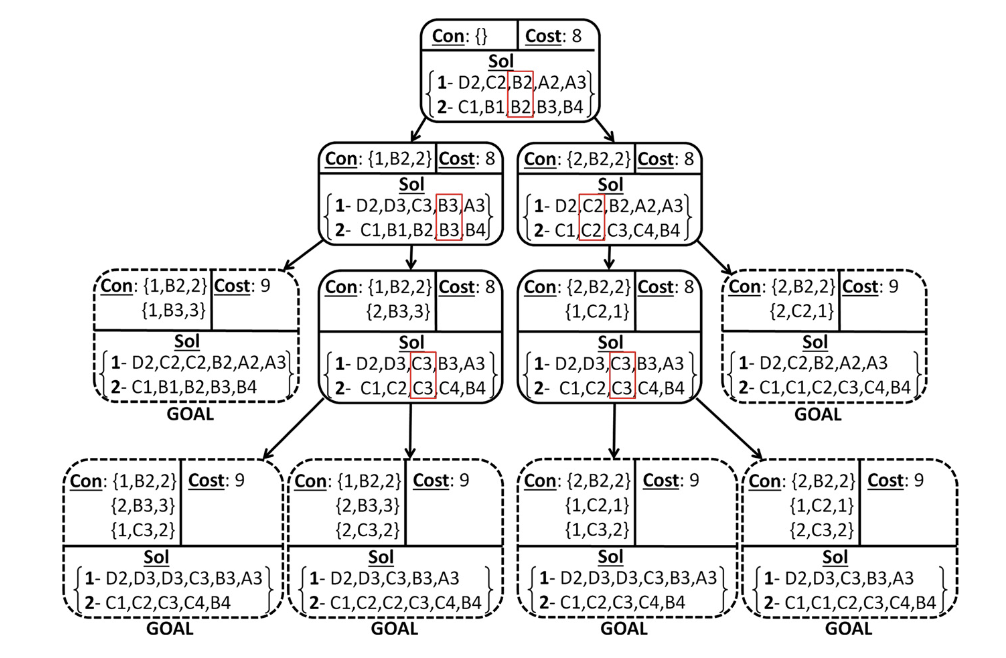 Con: {} Cost: 8
Sol
1- D2,C2,B2,A2,A3
2- C1,B1,B2,B3,B4
Con: {1,B2,2} Cost: 8
Sol
1- D2,D3,C3,B3,A3
2- C1,B1,B2,B3,B4
Con: {2,B2,2} Cost: 8
Sol
1- D2,C2,B2,A2,A3
2- C1,C2,C3,C4,B4
Con: {1,B2,2} Cost: 9
{1,B3,3}
Sol
1- D2,C2,C2,B2,A2,A3
2- C1,B1,B2,B3,B4
GOAL
Con: {1,B2,2} Cost: 8
{2,B3,3}
Sol
1- D2,D3,C3,B3,A3
2- C1,C2,C3,C4,B4
Con: {2,B2,2} Cost: 8
{1,C2,1}
Sol
1- D2,D3,C3,B3,A3
2- C1,C2,C3,C4,B4
Con: {2,B2,2} Cost: 9
{2,C2,1}
Sol
1- D2,C2,B2,A2,A3
2- C1,C1,C2,C3,C4,B4
GOAL
Con: {1,B2,2} Cost: 9
{2,B3,3}
{1,C3,2}
Sol
1- D2,D3,D3,C3,B3,A3
2- C1,C2,C3,C4,B4
GOAL
Con: {1,B2,2} Cost: 9
{2,B3,3}
{2,C3,2}
Sol
1- D2,D3,C3,B3,A3
2- C1,C2,C2,C3,C4,B4
GOAL
Con: {2,B2,2} Cost: 9
{1,C2,1}
{1,C3,2}
Sol
1- D2,D3,D3,C3,B3,A3
2- C1,C2,C3,C4,B4
GOAL
Con: {2,B2,2} Cost: 9
{1,C2,1}
{2,C3,2}
Sol
1- D2,D3,C3,B3,A3
2- C1,C1,C2,C3,C4,B4
GOAL